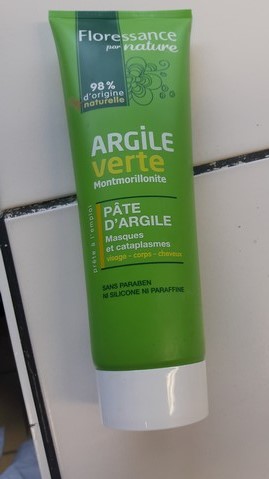 Floressance
par nature
98 %
d'origine
naturelle
ARGiLE
verte
Montmorillonite
prête à l'emploi
PÂTE
D'ARGILE
Masques
et cataplasmes
visage - corps - cheveux
SANS PARABEN
NI SILICONE NI PARAFFINE